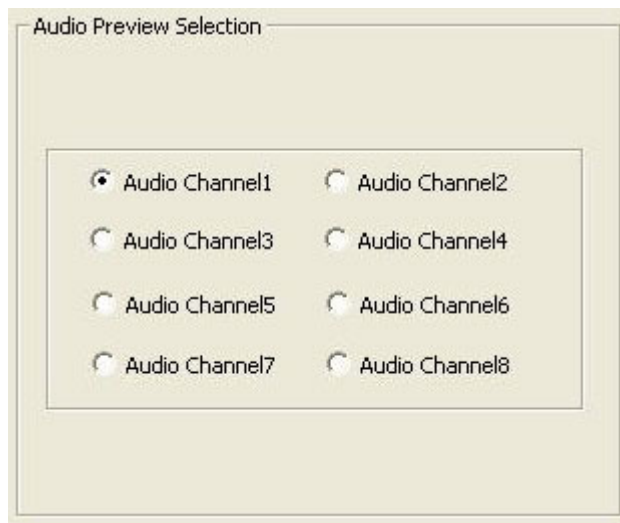 Audio Preview Selection
Audio Channel1 Audio Channel2
Audio Channel3 Audio Channel4
Audio Channel5 Audio Channel6
Audio Channel7 Audio Channel8